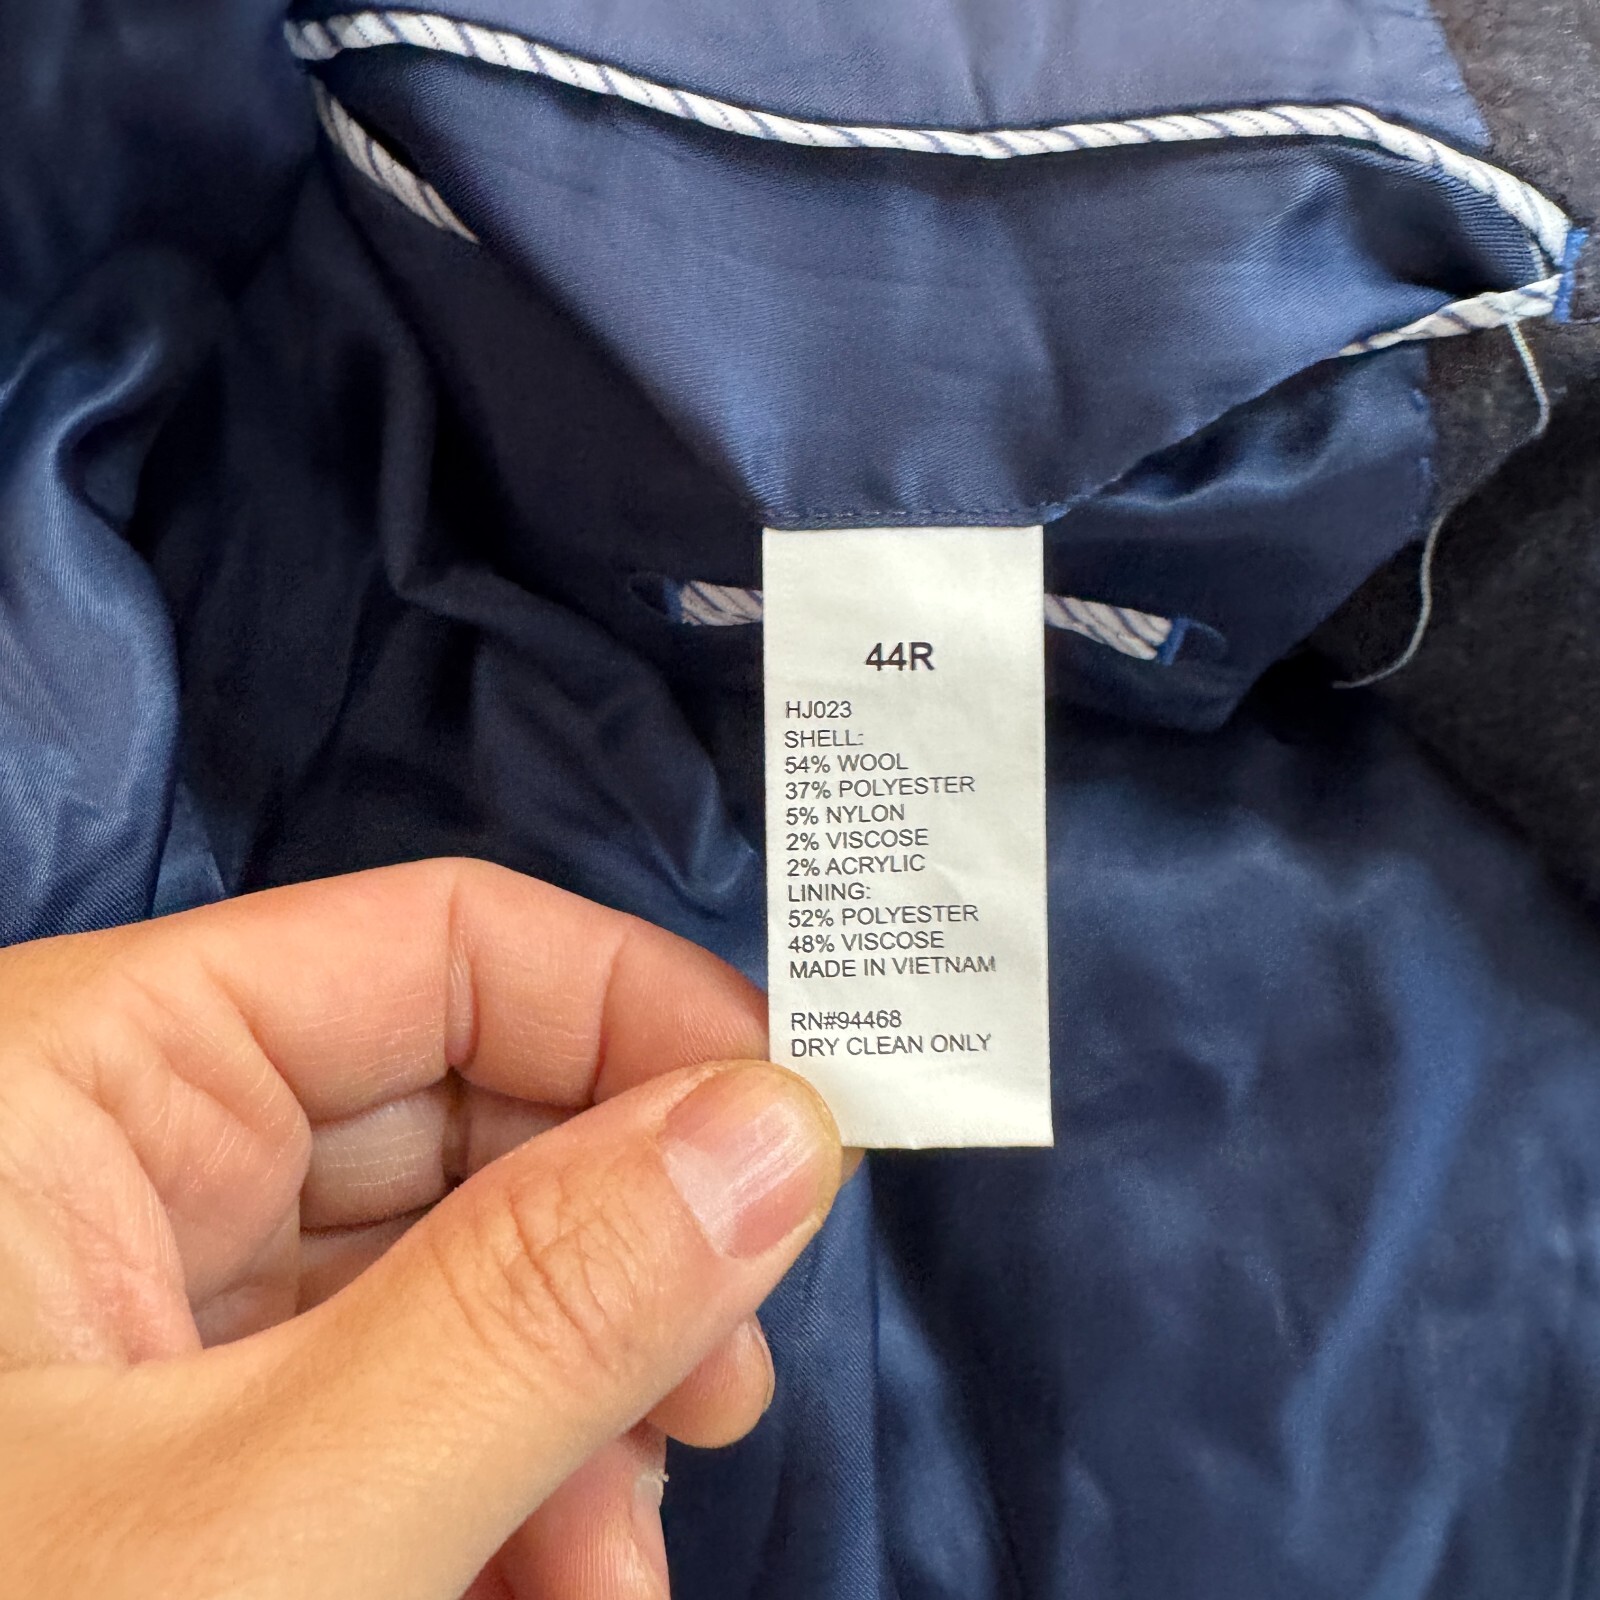 44R
HJ023
SHELL:
54% WOOL
37% POLYESTER
5% NYLON
2% VISCOSE
2% ACRYLIC
LINING:
52% POLYESTER
48% VISCOSE
MADE IN VIETNAM
RN#94468
DRY CLEAN ONLY